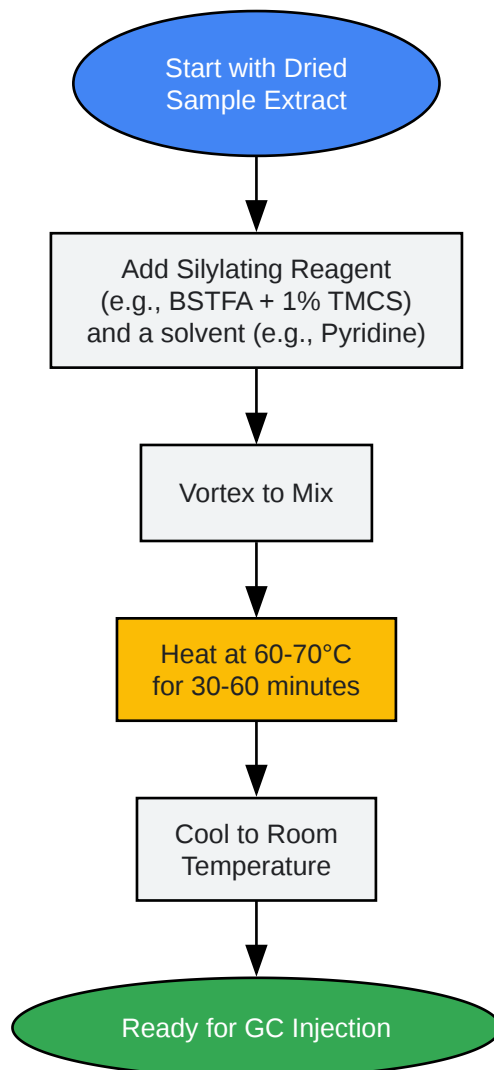 Start with Dried
Sample Extract
Add Silylating Reagent
(e.g., BSTFA + 1% TMCS)
and a solvent (e.g., Pyridine)
Vortex to Mix
Heat at 60-70°C
for 30-60 minutes
Cool to Room
Temperature
Ready for GC Injection